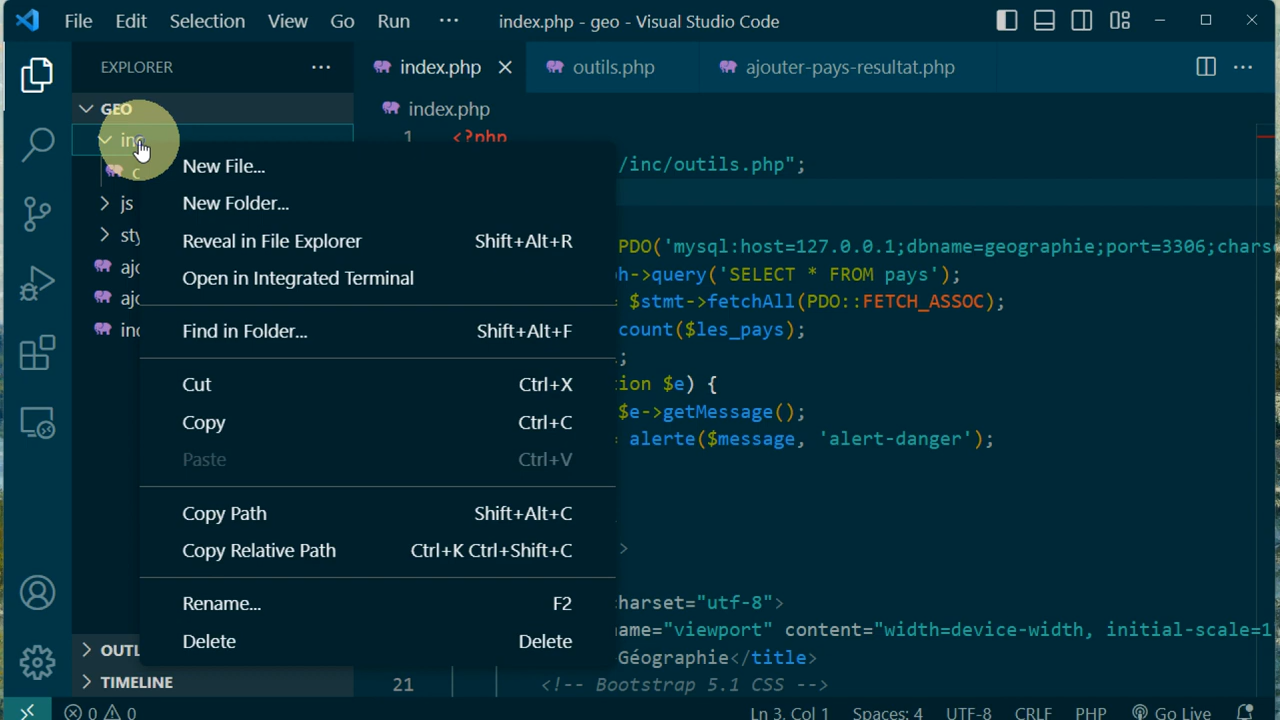 File Edit Selection View Go Run ··· index.php - geo - Visual Studio Code
EXPLORER ···
index.php
outils.php
ajouter-pays-resultat.php
···
GEO
index.php
inc
js
New File...
New Folder...
Reveal in File Explorer Shift+Alt+R
Open in Integrated Terminal
Find in Folder... Shift+Alt+F
Cut Ctrl+X
Copy Ctrl+C
Paste Ctrl+V
Copy Path Shift+Alt+C
Copy Relative Path Ctrl+K Ctrl+Shift+C
Rename... F2
Delete Delete
1 <?php
/inc/outils.php";
PDO('mysql:host=127.0.0.1;dbname=geographie;port=3306;charse
->query('SELECT * FROM pays');
= $stmt->fetchAll(PDO::FETCH_ASSOC);
count($les_pays);
;
$e) {
$e->getMessage();
= alerte($message, 'alert-danger');
>
charset="utf-8">
name="viewport" content="width=device-width, initial-scale=1
Géographie</title>
21 <!-- Bootstrap 5.1 CSS -->
TIMELINE
0 0 Ln 3, Col 1 Spaces: 4 UTF-8 CRLF PHP Go Live